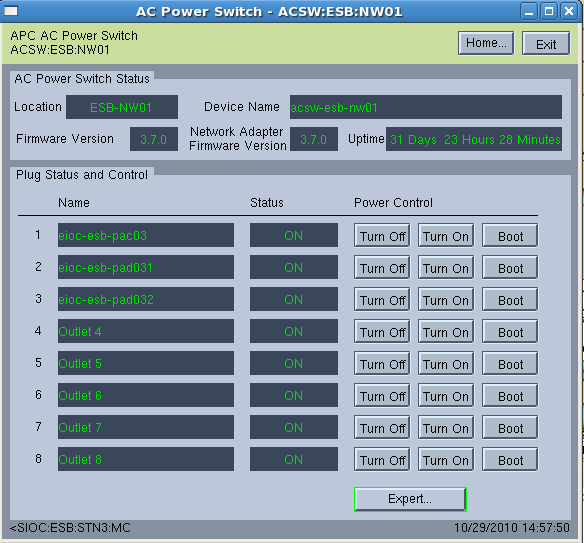 AC Power Switch - ACSW:ESB:NW01
APC AC Power Switch
ACSW:ESB:NW01
Home... Exit
AC Power Switch Status
Location ESB-NW01 Device Name acsw-esb-nw01
Firmware Version 3.7.0 Network Adapter Firmware Version 3.7.0 Uptime 31 Days 23 Hours 26 Minutes
Plug Status and Control
Name Status Power Control
1 eioc-esb-pac03 ON Turn Off Turn On Boot
2 eioc-esb-pad031 ON Turn Off Turn On Boot
3 eioc-esb-pad032 ON Turn Off Turn On Boot
4 Outlet 4 ON Turn Off Turn On Boot
5 Outlet 5 ON Turn Off Turn On Boot
6 Outlet 6 ON Turn Off Turn On Boot
7 Outlet 7 ON Turn Off Turn On Boot
8 Outlet 8 ON Turn Off Turn On Boot
Expert...
<SIOC:ESB:STN3:MC 10/29/2010 14:57:50